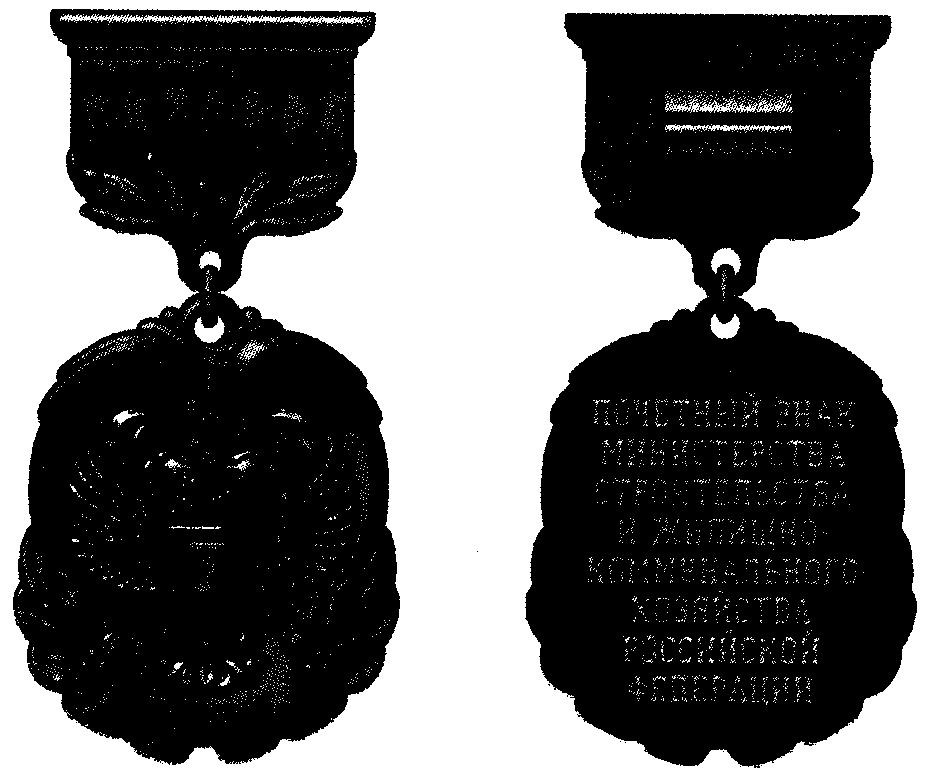 ПОЧЕТНЫЙ ЗНАК
МИНИСТЕРСТВА
СТРОИТЕЛЬСТВА
И ЖИЛИЩНО-
КОММУНАЛЬНОГО
ХОЗЯЙСТВА
РОССИЙСКОЙ
ФЕДЕРАЦИИ